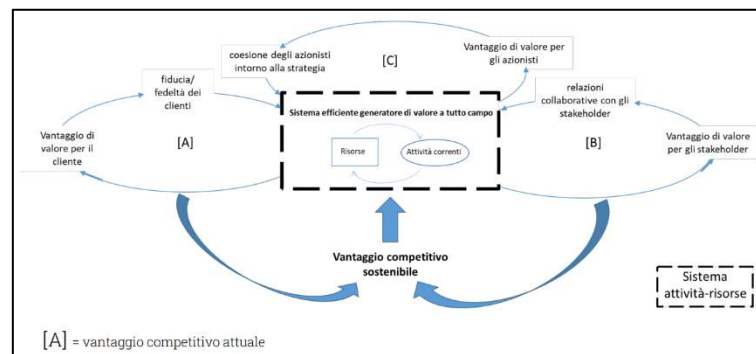 coesione degli azionisti
intorno alla strategia
[C]
Vantaggio di valore per
gli azionisti
fiducia/
fedeltà dei
clienti
relazioni
collaborative con gli
stakeholder
Sistema efficiente generatore di valore a tutto campo
Vantaggio di
valore per il
cliente
[A]
Risorse
Attività correnti
[B]
Vantaggio di valore
per gli stakeholder
Vantaggio competitivo
sostenibile
Sistema
attività-risorse
[A] = vantaggio competitivo attuale